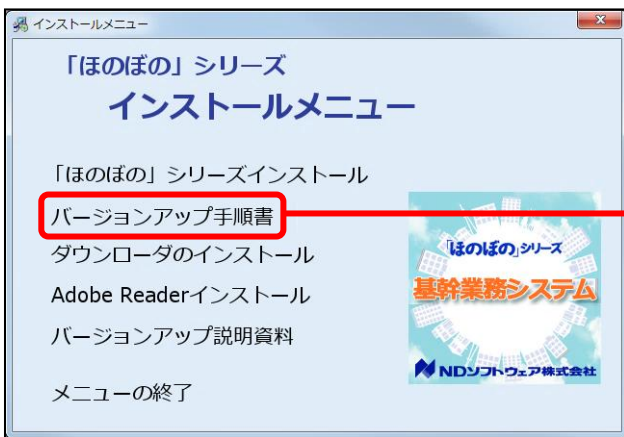 インストールメニュー
「ほのぼの」シリーズ
インストールメニュー
「ほのぼの」シリーズインストール
バージョンアップ手順書
ダウンローダのインストール
Adobe Readerインストール
バージョンアップ説明資料
メニューの終了
「ほのぼの」シリーズ
基幹業務システム
NDソフトウェア株式会社